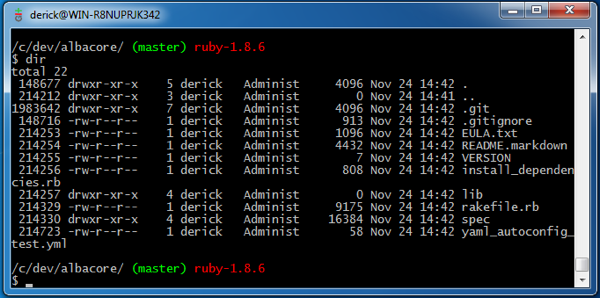 derick@WIN-R8NUPRJK342
/c/dev/albacore/ (master) ruby-1.8.6
$ dir
total 22
148677 drwxr-xr-x 5 derick Administ 4096 Nov 24 14:42 .
214212 drwxr-xr-x 3 derick Administ 0 Nov 24 14:41 ..
1983642 drwxr-xr-x 7 derick Administ 4096 Nov 24 14:42 .git
148716 -rw-r--r-- 1 derick Administ 913 Nov 24 14:42 .gitignore
214253 -rw-r--r-- 1 derick Administ 1096 Nov 24 14:42 EULA.txt
214254 -rw-r--r-- 1 derick Administ 4432 Nov 24 14:42 README.markdown
214255 -rw-r--r-- 1 derick Administ 7 Nov 24 14:42 VERSION
214256 -rw-r--r-- 1 derick Administ 808 Nov 24 14:42 install_dependen
cies.rb
214257 drwxr-xr-x 4 derick Administ 0 Nov 24 14:42 lib
214329 -rw-r--r-- 1 derick Administ 9175 Nov 24 14:42 rakefile.rb
214330 drwxr-xr-x 4 derick Administ 16384 Nov 24 14:42 spec
214723 -rw-r--r-- 1 derick Administ 58 Nov 24 14:42 yaml_autoconfig_
test.yml
/c/dev/albacore/ (master) ruby-1.8.6
$